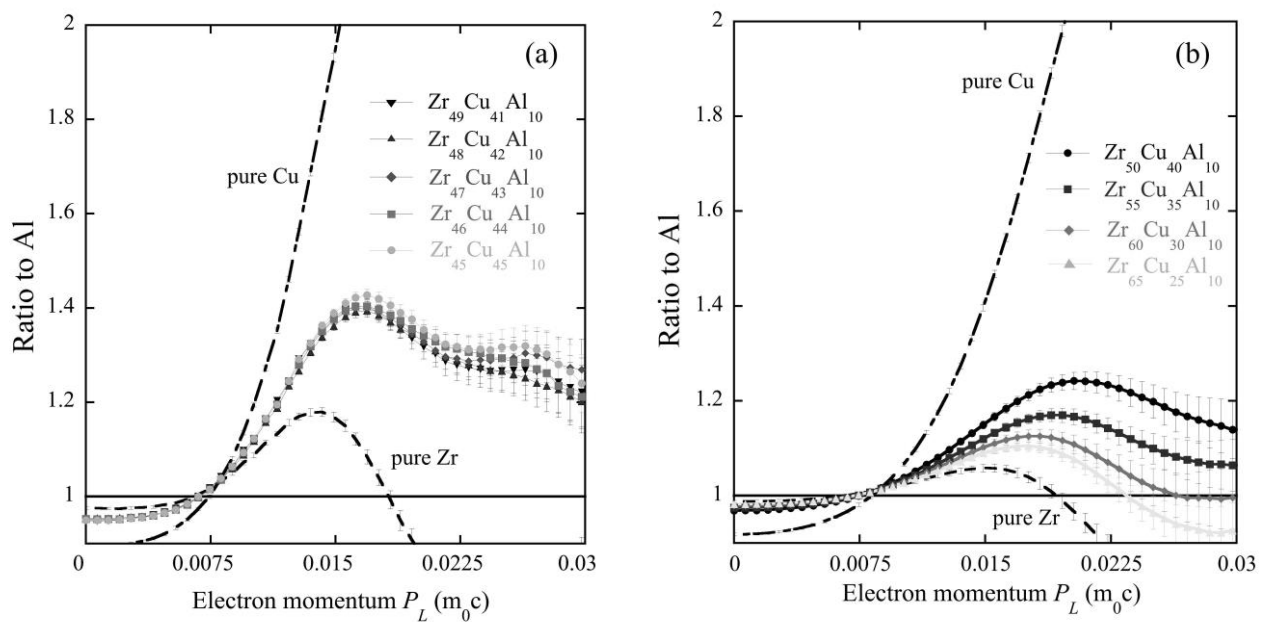 (a)
2
1.8
1.6
1.4
1.2
1
Ratio to Al
pure Cu
Zr49Cu41Al10
Zr48Cu42Al10
Zr47Cu43Al10
Zr46Cu44Al10
Zr45Cu45Al10
pure Zr
0 0.0075 0.015 0.0225 0.03
Electron momentum PL (m0c)
(b)
2
1.8
1.6
1.4
1.2
1
Ratio to Al
pure Cu
Zr50Cu40Al10
Zr55Cu35Al10
Zr60Cu30Al10
Zr65Cu25Al10
pure Zr
0 0.0075 0.015 0.0225 0.03
Electron momentum PL (m0c)